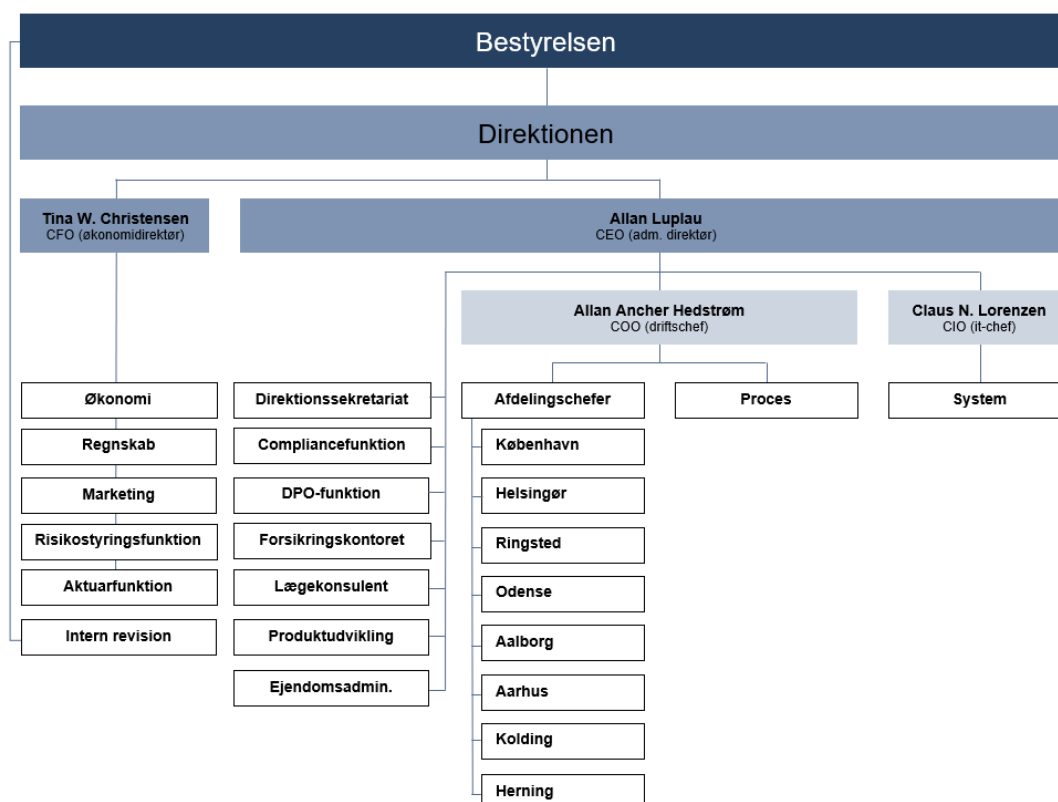 Bestyrelsen
Direktionen
Tina W. Christensen
CFO (økonomidirektør)
Allan Luplau
CEO (adm. direktør)
Allan Ancher Hedstrøm
COO (driftschef)
Claus N. Lorenzen
CIO (it-chef)
Økonomi
Regnskab
Marketing
Risikostyringsfunktion
Aktuarfunktion
Intern revision
Direktionssekretariat
Compliancefunktion
DPO-funktion
Forsikringskontoret
Lægekonsulent
Produktudvikling
Ejendomsadmin.
Afdelingschefer
København
Helsingør
Ringsted
Odense
Aalborg
Aarhus
Kolding
Herning
Proces
System